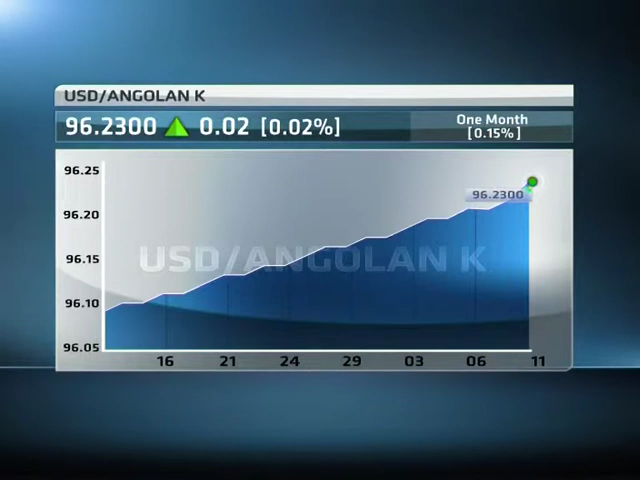 USD/ANGOLAN K
96.2300 0.02 [0.02%]
One Month
[0.15%]
96.25
96.20
96.15
96.10
96.05
96.2300
USD/ANGOLAN K
16 21 24 29 03 06 11